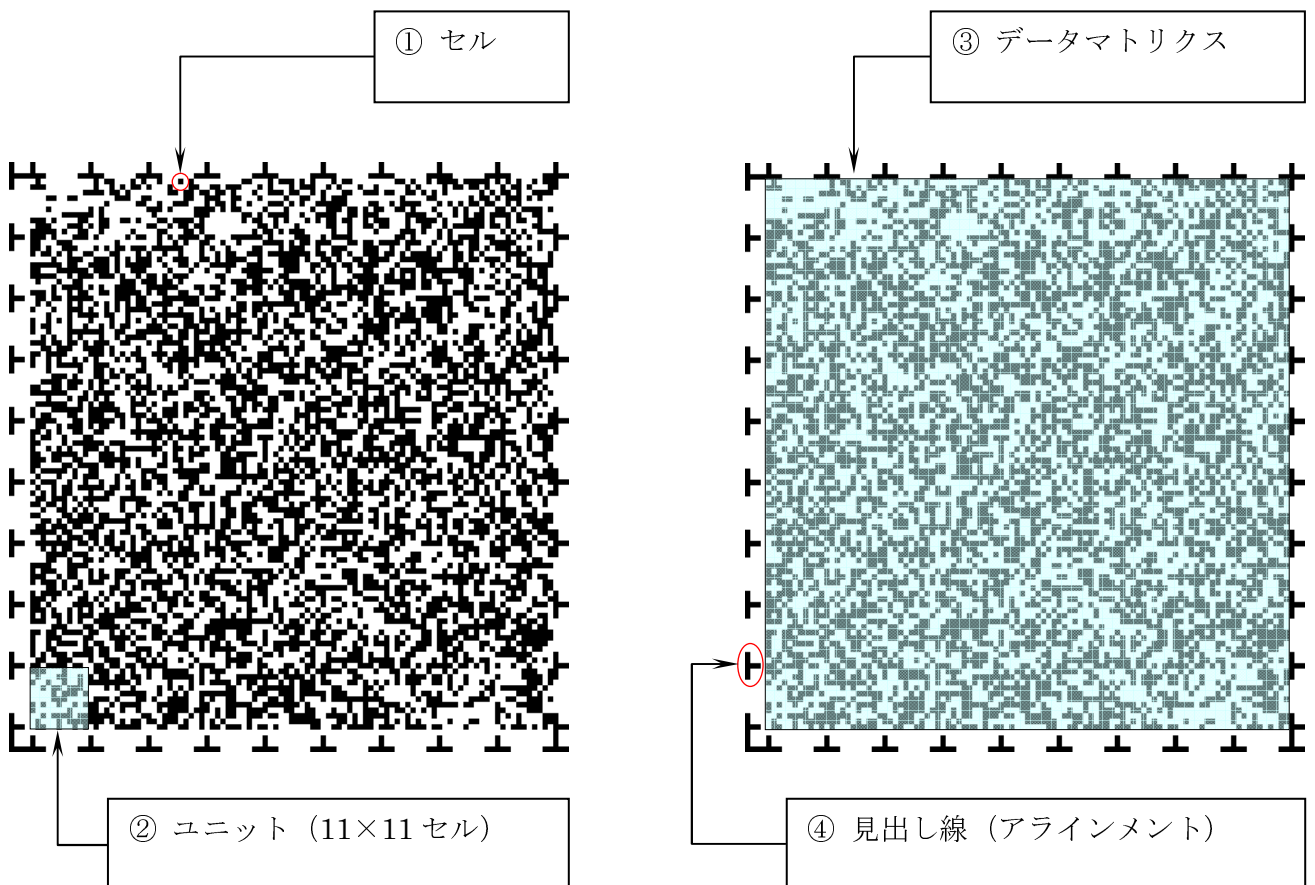 ① セル
③ データマトリクス
② ユニット（11×11 セル）
④ 見出し線（アラインメント）